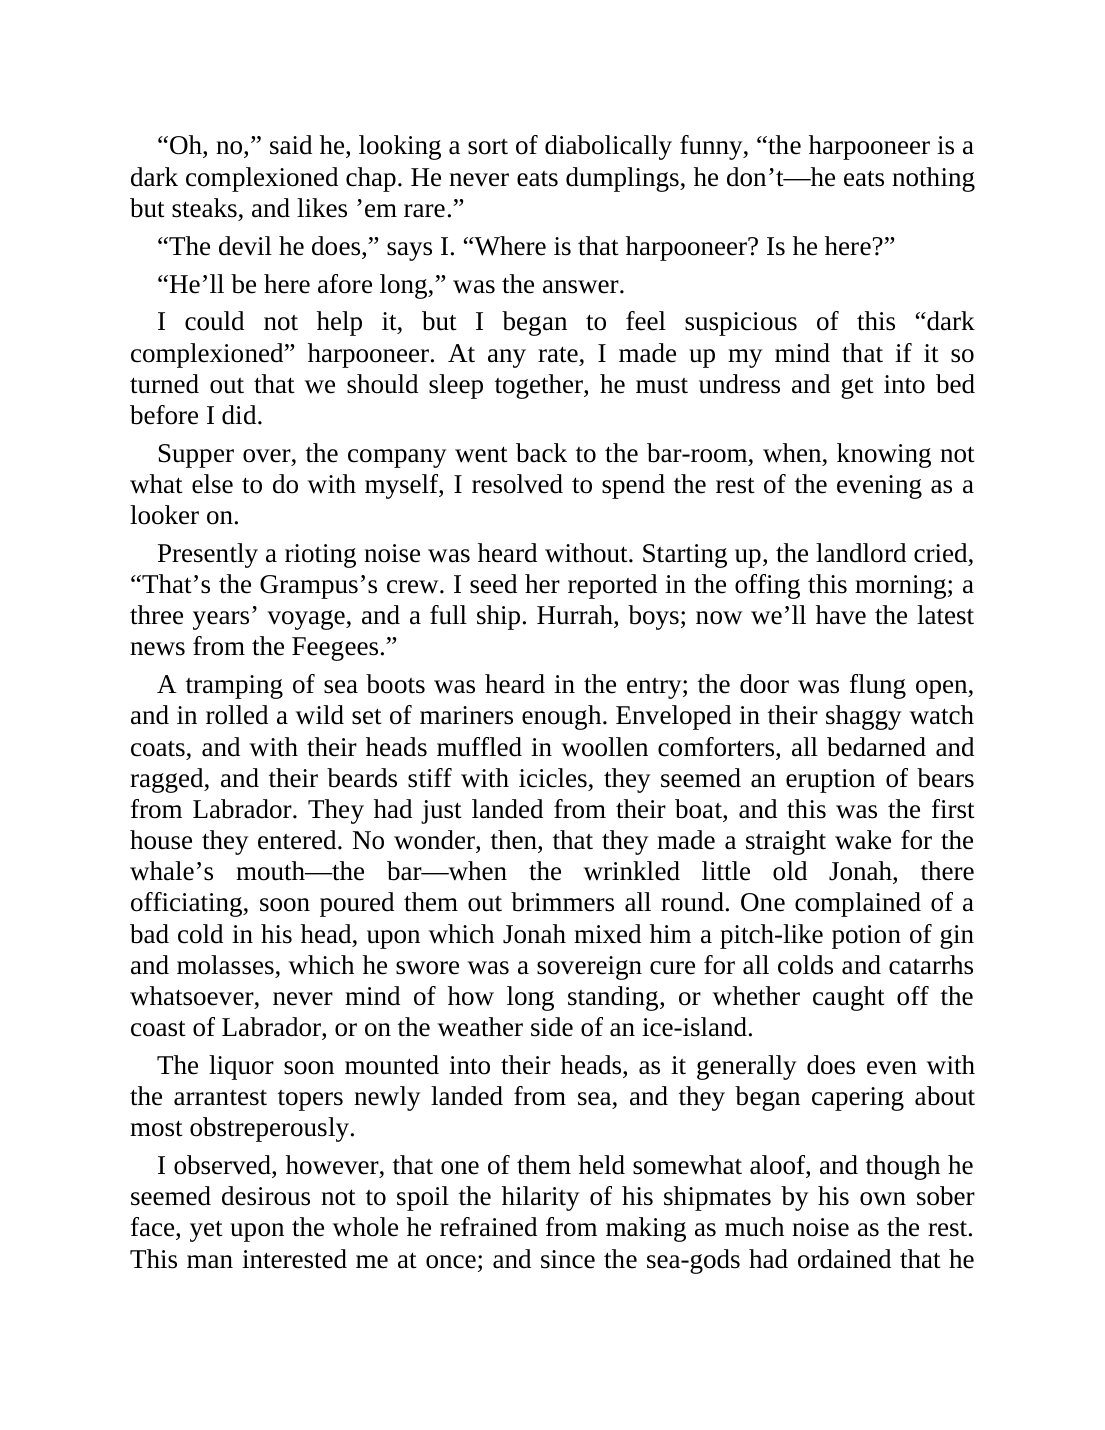 “Oh, no,” said he, looking a sort of diabolically funny, “the harpooneer is a
dark complexioned chap. He never eats dumplings, he don’t—he eats nothing
but steaks, and likes ’em rare.”
“The devil he does,” says I. “Where is that harpooneer? Is he here?”
“He’ll be here afore long,” was the answer.
I could not help it, but I began to feel suspicious of this “dark
complexioned” harpooneer. At any rate, I made up my mind that if it so
turned out that we should sleep together, he must undress and get into bed
before I did.
Supper over, the company went back to the bar-room, when, knowing not
what else to do with myself, I resolved to spend the rest of the evening as a
looker on.
Presently a rioting noise was heard without. Starting up, the landlord cried,
“That’s the Grampus’s crew. I seed her reported in the offing this morning; a
three years’ voyage, and a full ship. Hurrah, boys; now we’ll have the latest
news from the Feegees.”
A tramping of sea boots was heard in the entry; the door was flung open,
and in rolled a wild set of mariners enough. Enveloped in their shaggy watch
coats, and with their heads muffled in woollen comforters, all bedarned and
ragged, and their beards stiff with icicles, they seemed an eruption of bears
from Labrador. They had just landed from their boat, and this was the first
house they entered. No wonder, then, that they made a straight wake for the
whale’s mouth—the bar—when the wrinkled little old Jonah, there
officiating, soon poured them out brimmers all round. One complained of a
bad cold in his head, upon which Jonah mixed him a pitch-like potion of gin
and molasses, which he swore was a sovereign cure for all colds and catarrhs
whatsoever, never mind of how long standing, or whether caught off the
coast of Labrador, or on the weather side of an ice-island.
The liquor soon mounted into their heads, as it generally does even with
the arrantest topers newly landed from sea, and they began capering about
most obstreperously.
I observed, however, that one of them held somewhat aloof, and though he
seemed desirous not to spoil the hilarity of his shipmates by his own sober
face, yet upon the whole he refrained from making as much noise as the rest.
This man interested me at once; and since the sea-gods had ordained that he